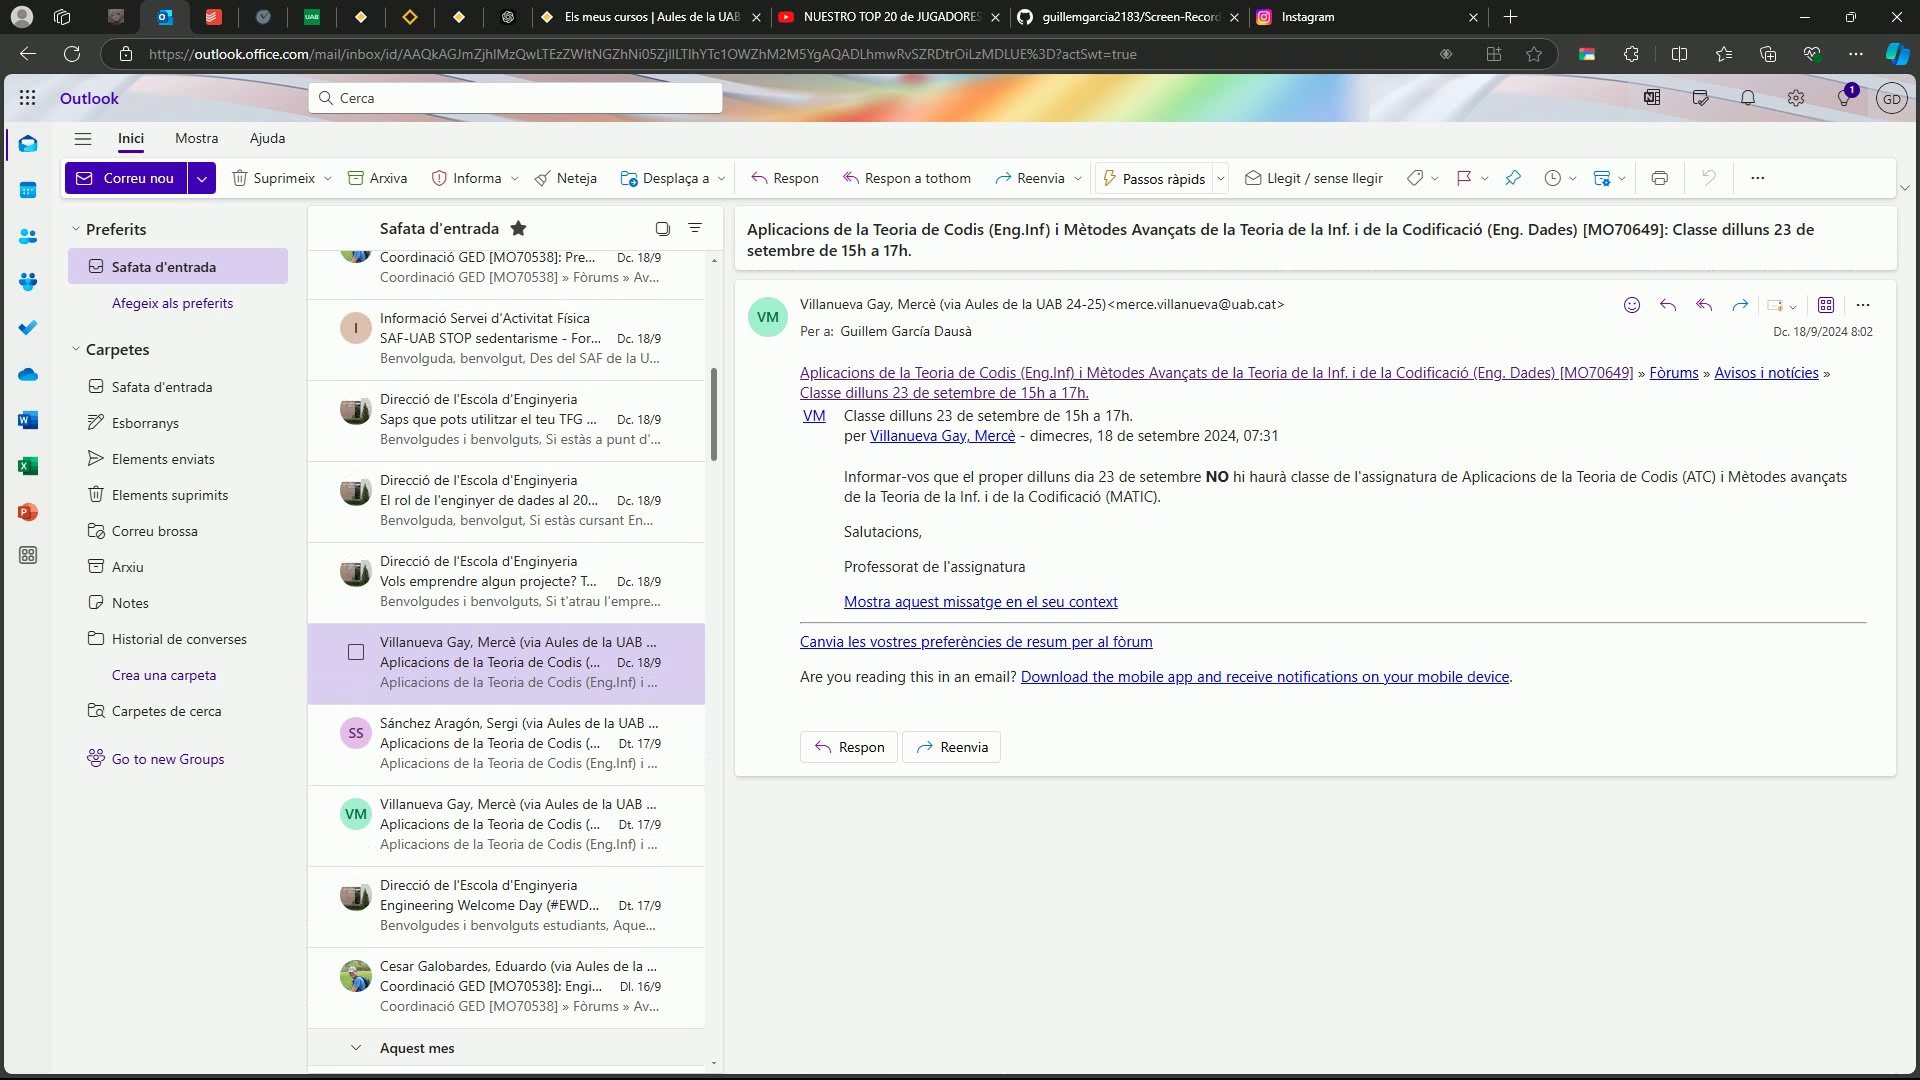 Els meus cursos | Aules de la UAB
NUESTRO TOP 20 de JUGADORES
guillemgarcia2183/Screen-Record
Instagram
https://outlook.office.com/mail/inbox/id/
Outlook
Cerca
1
GD
Inici
Mostra
Ajuda
Correu nou
Suprimeix
Arxiva
Informa
Neteja
Desplaça a
Respon
Respon a tothom
Reenvia
Passos ràpids
Llegit / sense llegir
Preferits
Safata d'entrada
Afegeix als preferits
Carpetes
Safata d'entrada
Esborranys
Elements enviats
Elements suprimits
Correu brossa
Arxiu
Notes
Historial de converses
Crea una carpeta
Carpetes de cerca
Go to new Groups
Safata d'entrada
Coordinació GED [MO70538]: Pre... Dc. 18/9
Coordinació GED [MO70538] » Fòrums » Av...
I
Informació Servei d'Activitat Física
SAF-UAB STOP sedentarisme - For... Dc. 18/9
Benvolguda, benvolgut, Des del SAF de la U...
Direcció de l'Escola d'Enginyeria
Saps que pots utilitzar el teu TFG ... Dc. 18/9
Benvolgudes i benvolguts, Si estàs a punt d'...
Direcció de l'Escola d'Enginyeria
El rol de l'enginyer de dades al 20... Dc. 18/9
Benvolguda, benvolgut, Si estàs cursant En...
Direcció de l'Escola d'Enginyeria
Vols emprendre algun projecte? T... Dc. 18/9
Benvolgudes i benvolguts, Si t'atrau l'empre...
Villanueva Gay, Mercè (via Aules de la UAB ...
Aplicacions de la Teoria de Codis (... Dc. 18/9
Aplicacions de la Teoria de Codis (Eng.Inf) i ...
SS
Sánchez Aragón, Sergi (via Aules de la UAB ...
Aplicacions de la Teoria de Codis (... Dt. 17/9
Aplicacions de la Teoria de Codis (Eng.Inf) i ...
VM
Villanueva Gay, Mercè (via Aules de la UAB ...
Aplicacions de la Teoria de Codis (... Dt. 17/9
Aplicacions de la Teoria de Codis (Eng.Inf) i ...
Direcció de l'Escola d'Enginyeria
Engineering Welcome Day (#EWD... Dt. 17/9
Benvolgudes i benvolguts estudiants, Aque...
Cesar Galobardes, Eduardo (via Aules de la ...
Coordinació GED [MO70538]: Engi... Dl. 16/9
Coordinació GED [MO70538] » Fòrums » Av...
Aquest mes
Aplicacions de la Teoria de Codis (Eng.Inf) i Mètodes Avançats de la Teoria de la Inf. i de la Codificació (Eng. Dades) [MO70649]: Classe dilluns 23 de
setembre de 15h a 17h.
VM
Villanueva Gay, Mercè (via Aules de la UAB 24-25)<merce.villanueva@uab.cat>
Per a: Guillem García Dausà
Dc. 18/9/2024 8:02
Aplicacions de la Teoria de Codis (Eng.Inf) i Mètodes Avançats de la Teoria de la Inf. i de la Codificació (Eng. Dades) [MO70649] » Fòrums » Avisos i notícies »
Classe dilluns 23 de setembre de 15h a 17h.
VM Classe dilluns 23 de setembre de 15h a 17h.
per Villanueva Gay, Mercè - dimecres, 18 de setembre 2024, 07:31
Informar-vos que el proper dilluns dia 23 de setembre NO hi haurà classe de l'assignatura de Aplicacions de la Teoria de Codis (ATC) i Mètodes avançats
de la Teoria de la Inf. i de la Codificació (MATIC).
Salutacions,
Professorat de l'assignatura
Mostra aquest missatge en el seu context
Canvia les vostres preferències de resum per al fòrum
Are you reading this in an email? Download the mobile app and receive notifications on your mobile device.
Respon
Reenvia